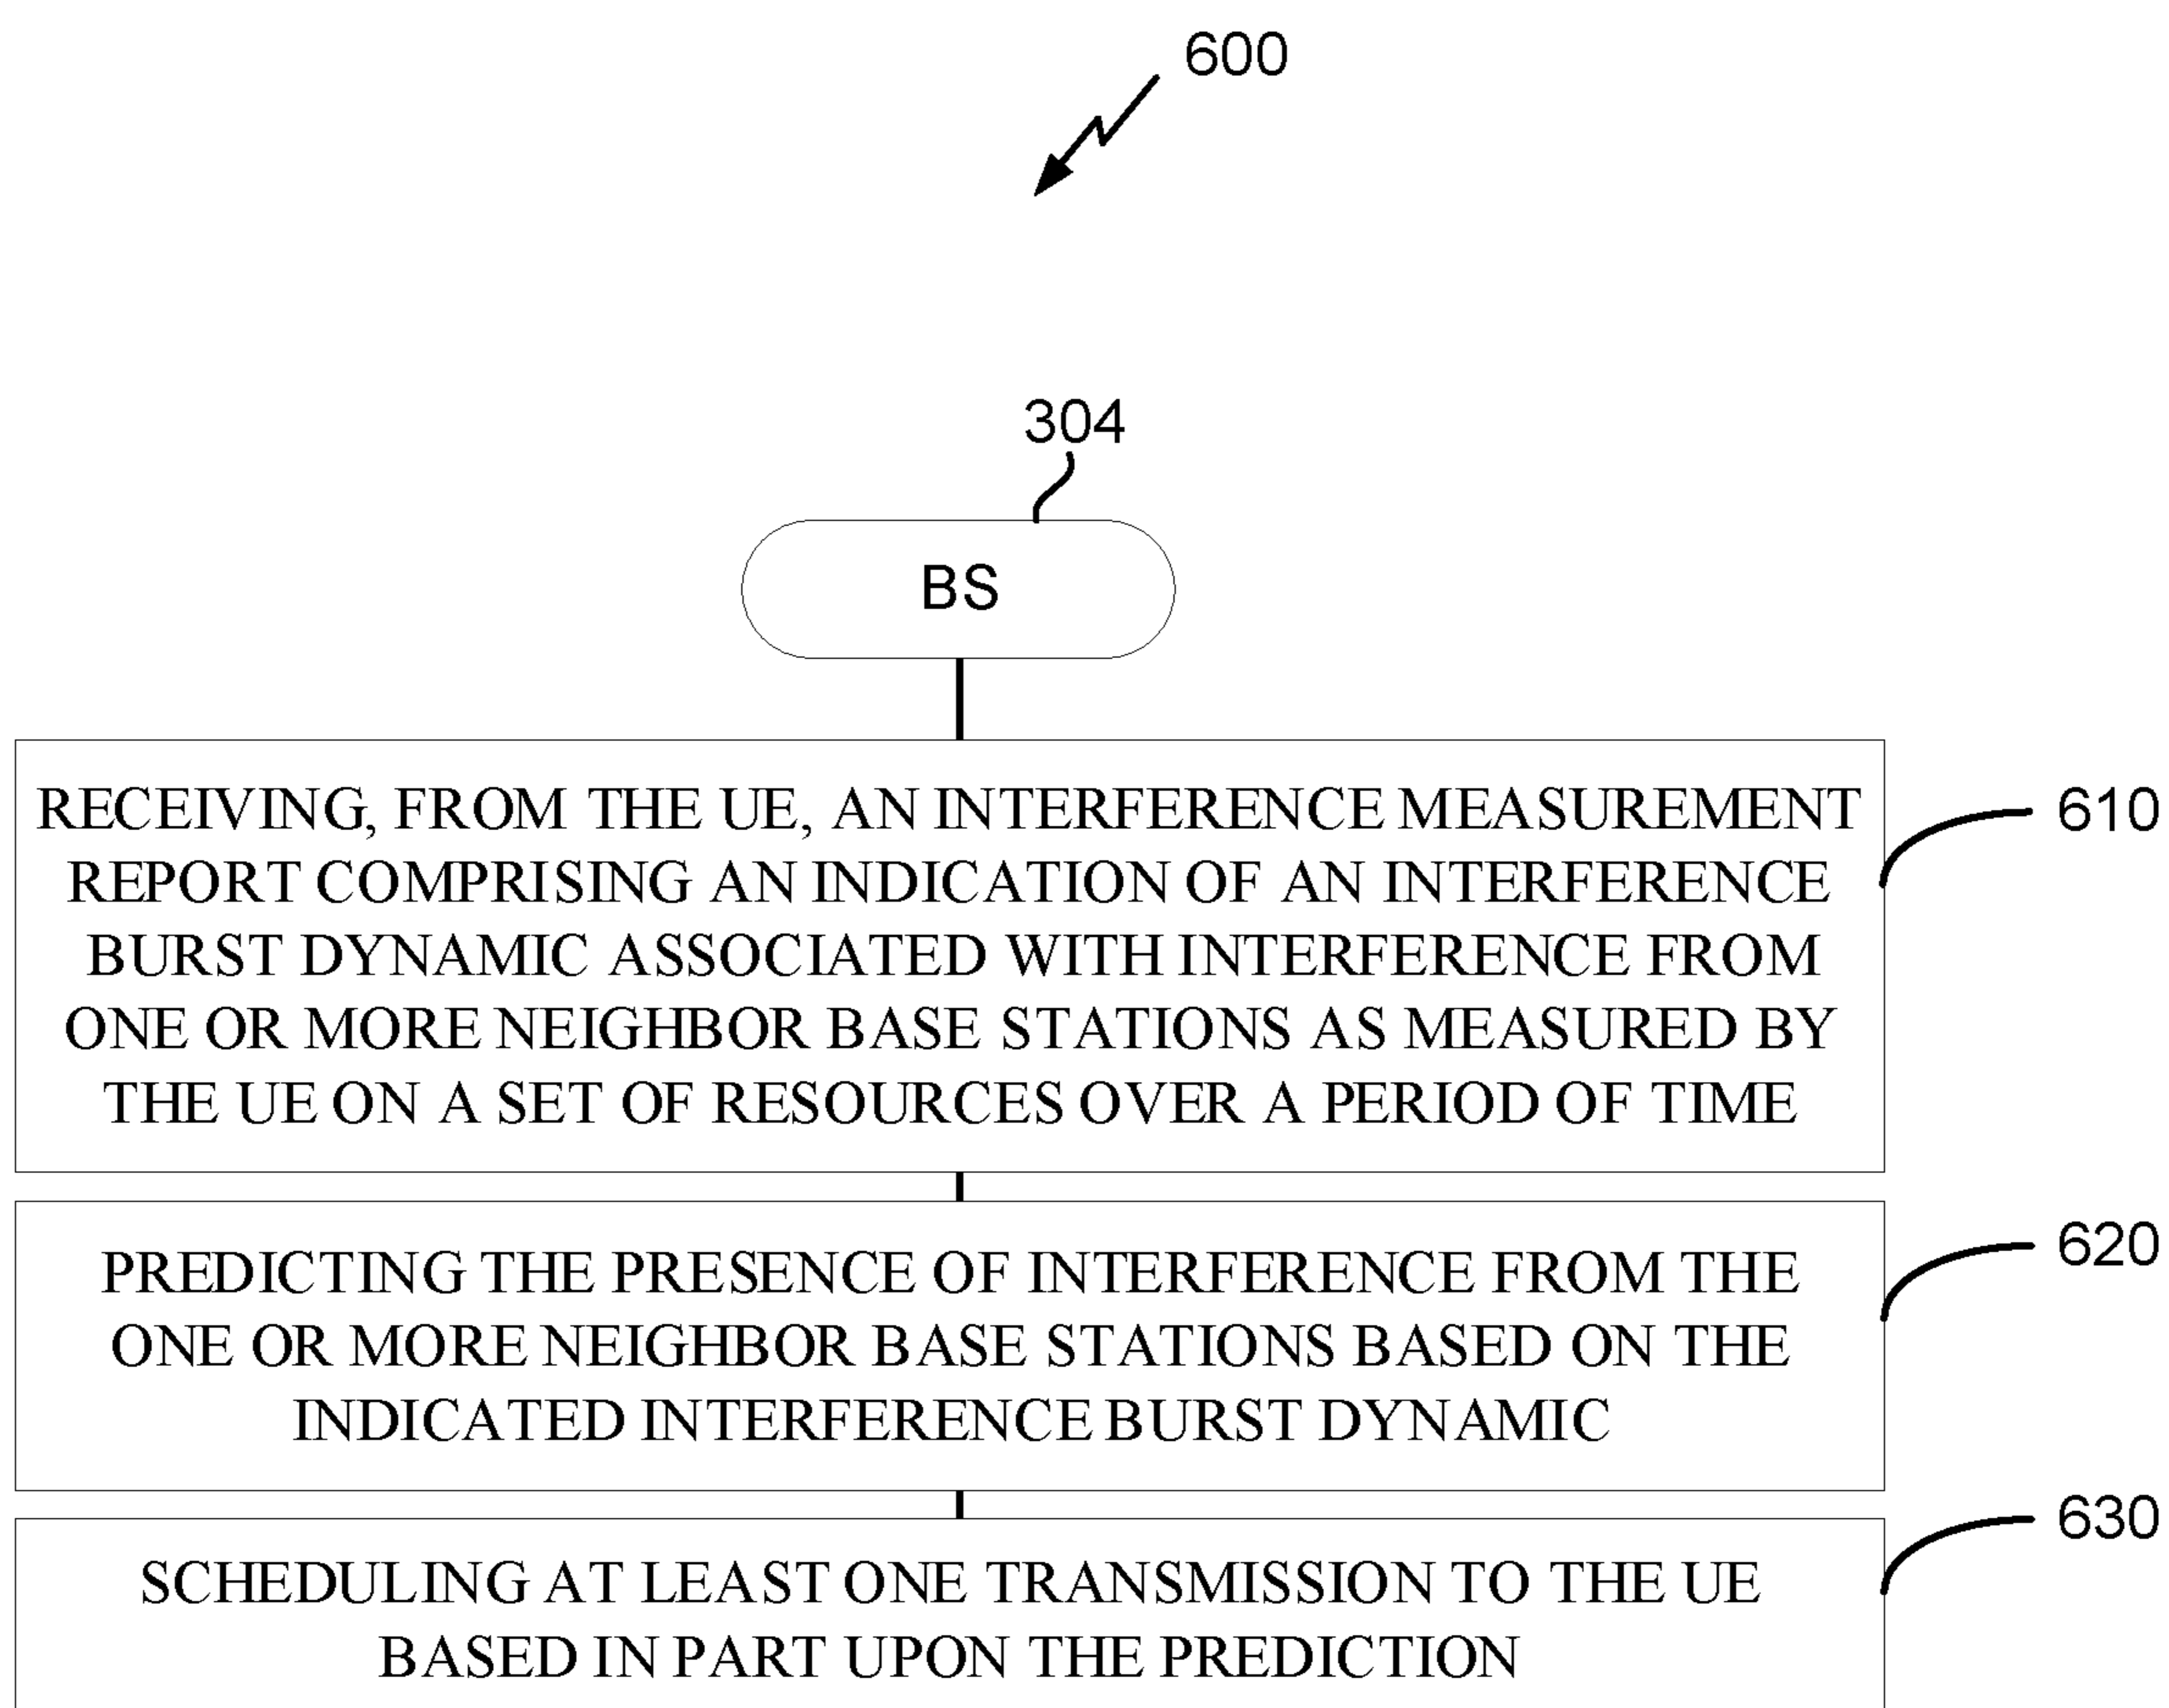 600
304
BS
RECEIVING, FROM THE UE, AN INTERFERENCE MEASUREMENT
REPORT COMPRISING AN INDICATION OF AN INTERFERENCE
BURST DYNAMIC ASSOCIATED WITH INTERFERENCE FROM
ONE OR MORE NEIGHBOR BASE STATIONS AS MEASURED BY
THE UE ON A SET OF RESOURCES OVER A PERIOD OF TIME
610
PREDICTING THE PRESENCE OF INTERFERENCE FROM THE
ONE OR MORE NEIGHBOR BASE STATIONS BASED ON THE
INDICATED INTERFERENCE BURST DYNAMIC
620
SCHEDULING AT LEAST ONE TRANSMISSION TO THE UE
BASED IN PART UPON THE PREDICTION
630